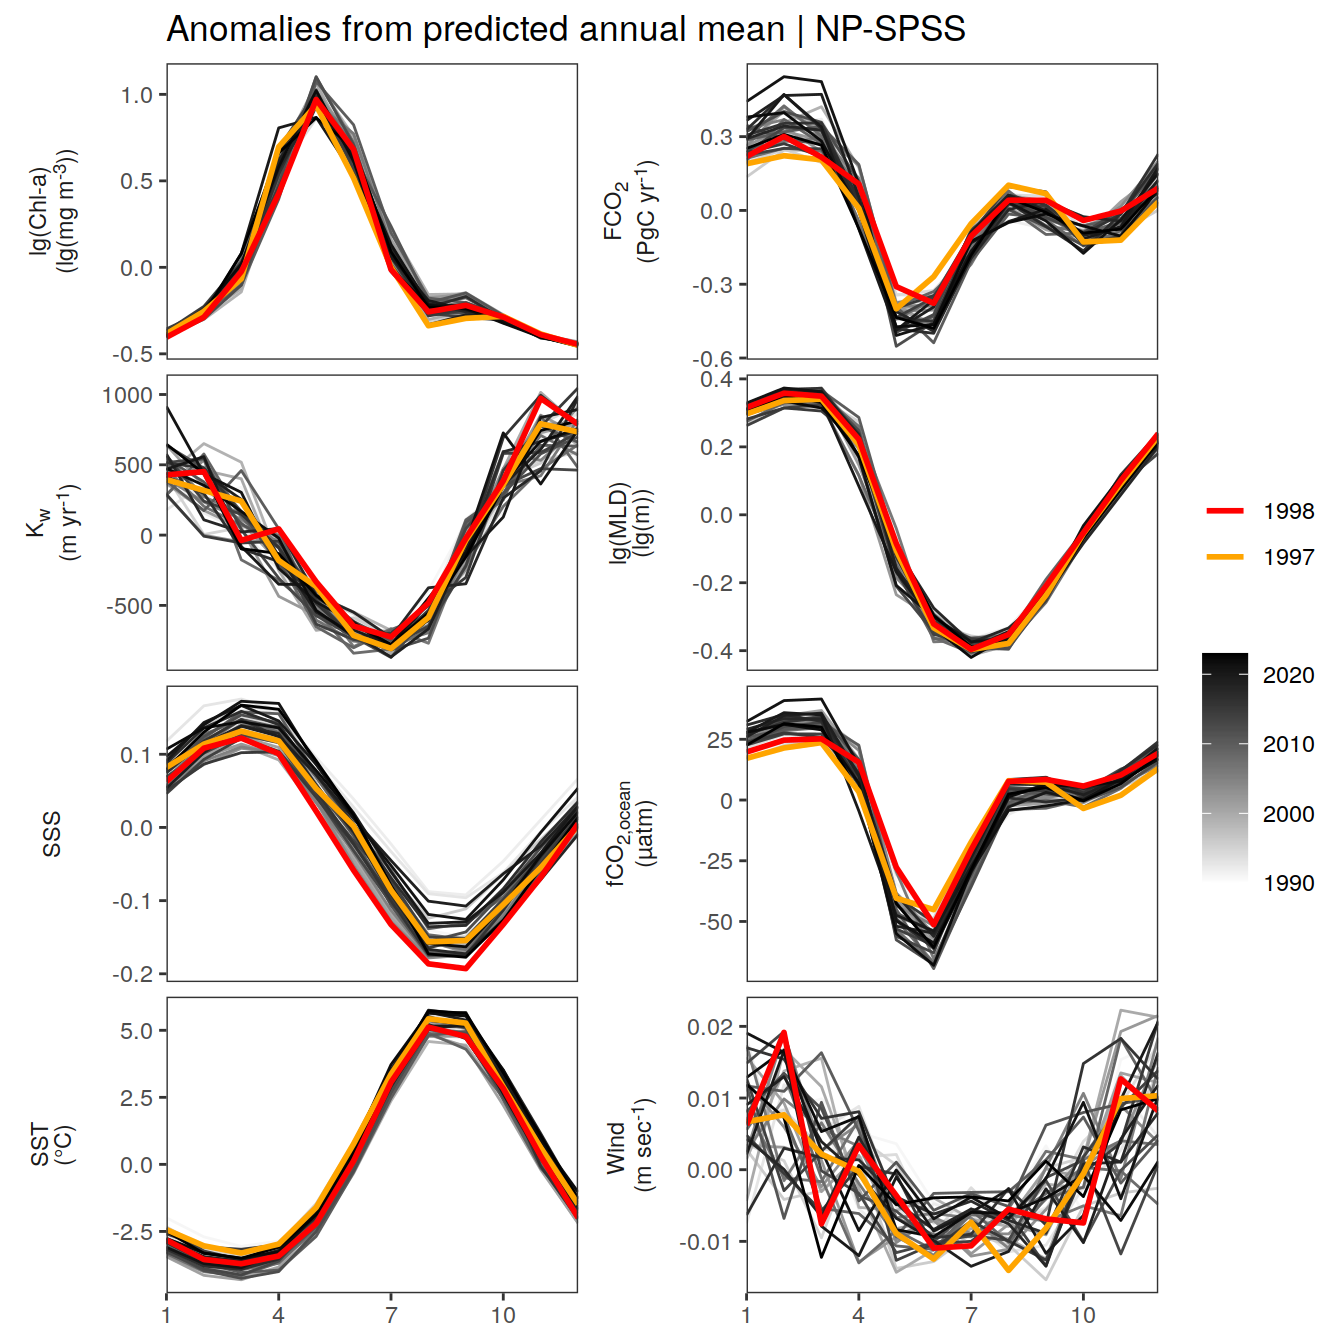 Anomalies from predicted annual mean | NP-SPSS
lg(Chl-a)
(lg(mg m-3))
1.0
0.5
0.0
-0.5
FCO2
(PgC yr-1)
0.3
0.0
-0.3
-0.6
Kw
(m yr-1)
1000
500
0
-500
lg(MLD)
(lg(m))
0.4
0.2
0.0
-0.2
-0.4
SSS
0.1
0.0
-0.1
-0.2
fCO2,ocean
(µatm)
25
0
-25
-50
SST
(°C)
5.0
2.5
0.0
-2.5
Wind
(m sec-1)
0.02
0.01
0.00
-0.01
1 4 7 10
1 4 7 10
1998
1997
2020
2010
2000
1990